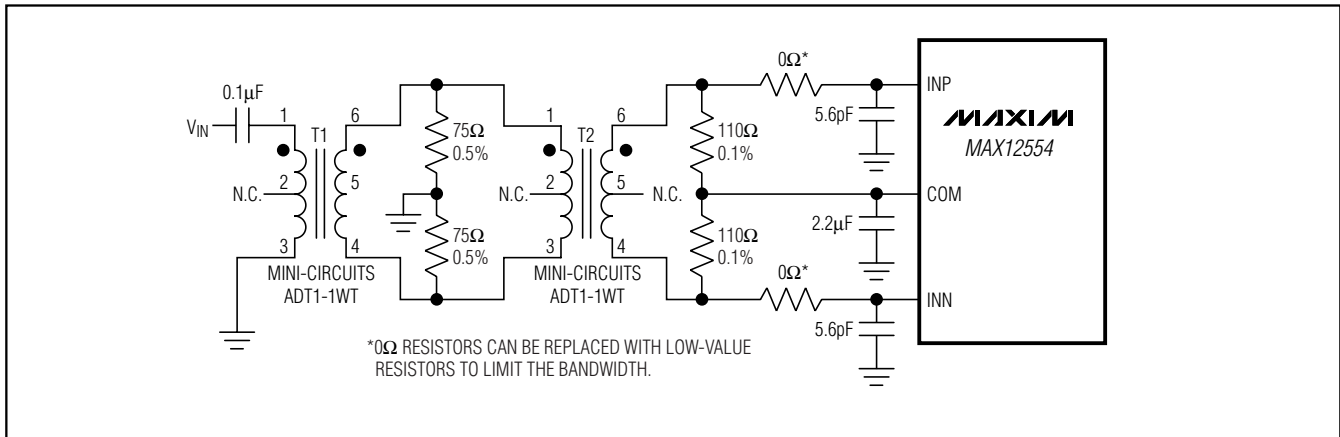 0.1μF
V_IN
1
6
T1
N.C.
2
5
3
4
MINI-CIRCUITS
ADT1-1WT
75Ω
0.5%
75Ω
0.5%
1
6
T2
N.C.
2
5
N.C.
3
4
MINI-CIRCUITS
ADT1-1WT
110Ω
0.1%
110Ω
0.1%
0Ω*
5.6pF
2.2μF
0Ω*
5.6pF
INP
MAXIM
MAX12554
COM
INN
*0Ω RESISTORS CAN BE REPLACED WITH LOW-VALUE
RESISTORS TO LIMIT THE BANDWIDTH.